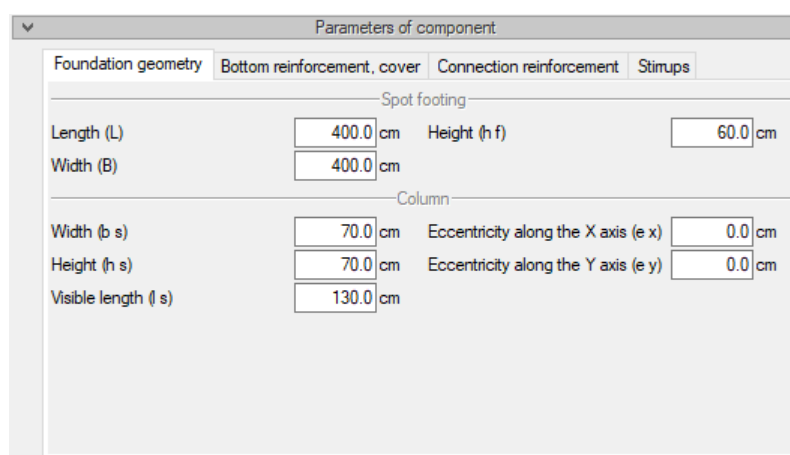 Parameters of component
Foundation geometry Bottom reinforcement, cover Connection reinforcement Stirrups
Spot footing
Length (L) 400.0 cm Height (h f) 60.0 cm
Width (B) 400.0 cm
Column
Width (b s) 70.0 cm Eccentricity along the X axis (e x) 0.0 cm
Height (h s) 70.0 cm Eccentricity along the Y axis (e y) 0.0 cm
Visible length (l s) 130.0 cm